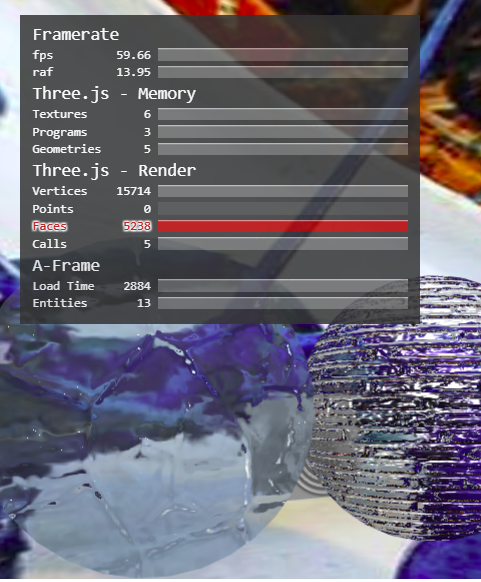 Framerate
fps 59.66
raf 13.95
Three.js - Memory
Textures 6
Programs 3
Geometries 5
Three.js - Render
Vertices 15714
Points 0
Faces 5238
Calls 5
A-Frame
Load Time 2884
Entities 13